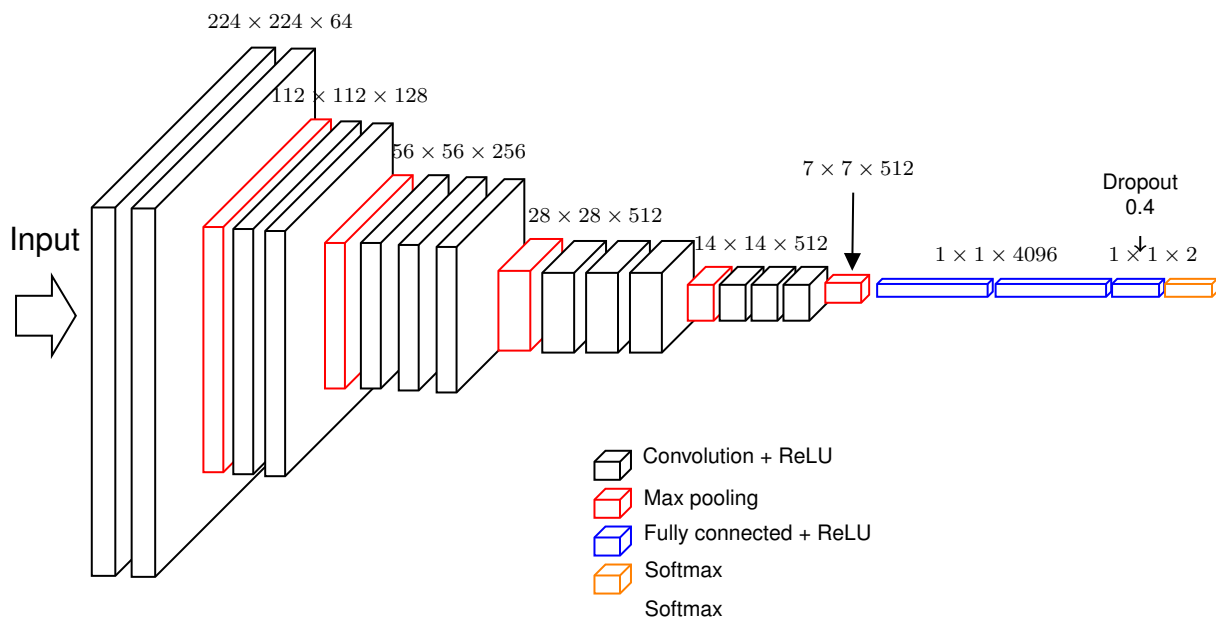 224 × 224 × 64
112 × 112 × 128
56 × 56 × 256
28 × 28 × 512
14 × 14 × 512
7 × 7 × 512
1 × 1 × 4096
Dropout
0.4
1 × 1 × 2
Input
Convolution + ReLU
Max pooling
Fully connected + ReLU
Softmax
Softmax